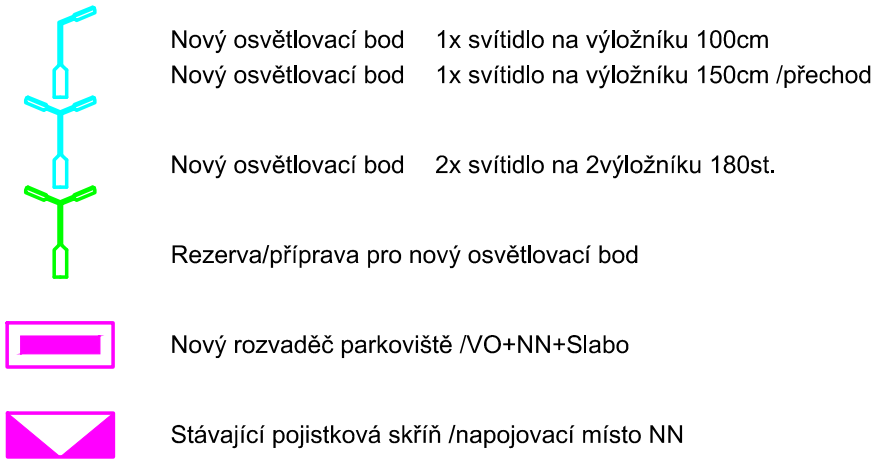 Nový osvětlovací bod 1x svítidlo na výložníku 100cm
Nový osvětlovací bod 1x svítidlo na výložníku 150cm /přechod
Nový osvětlovací bod 2x svítidlo na 2výložníku 180st.
Rezerva/příprava pro nový osvětlovací bod
Nový rozvaděč parkoviště /VO+NN+Slabo
Stávající pojistková skříň /napojovací místo NN